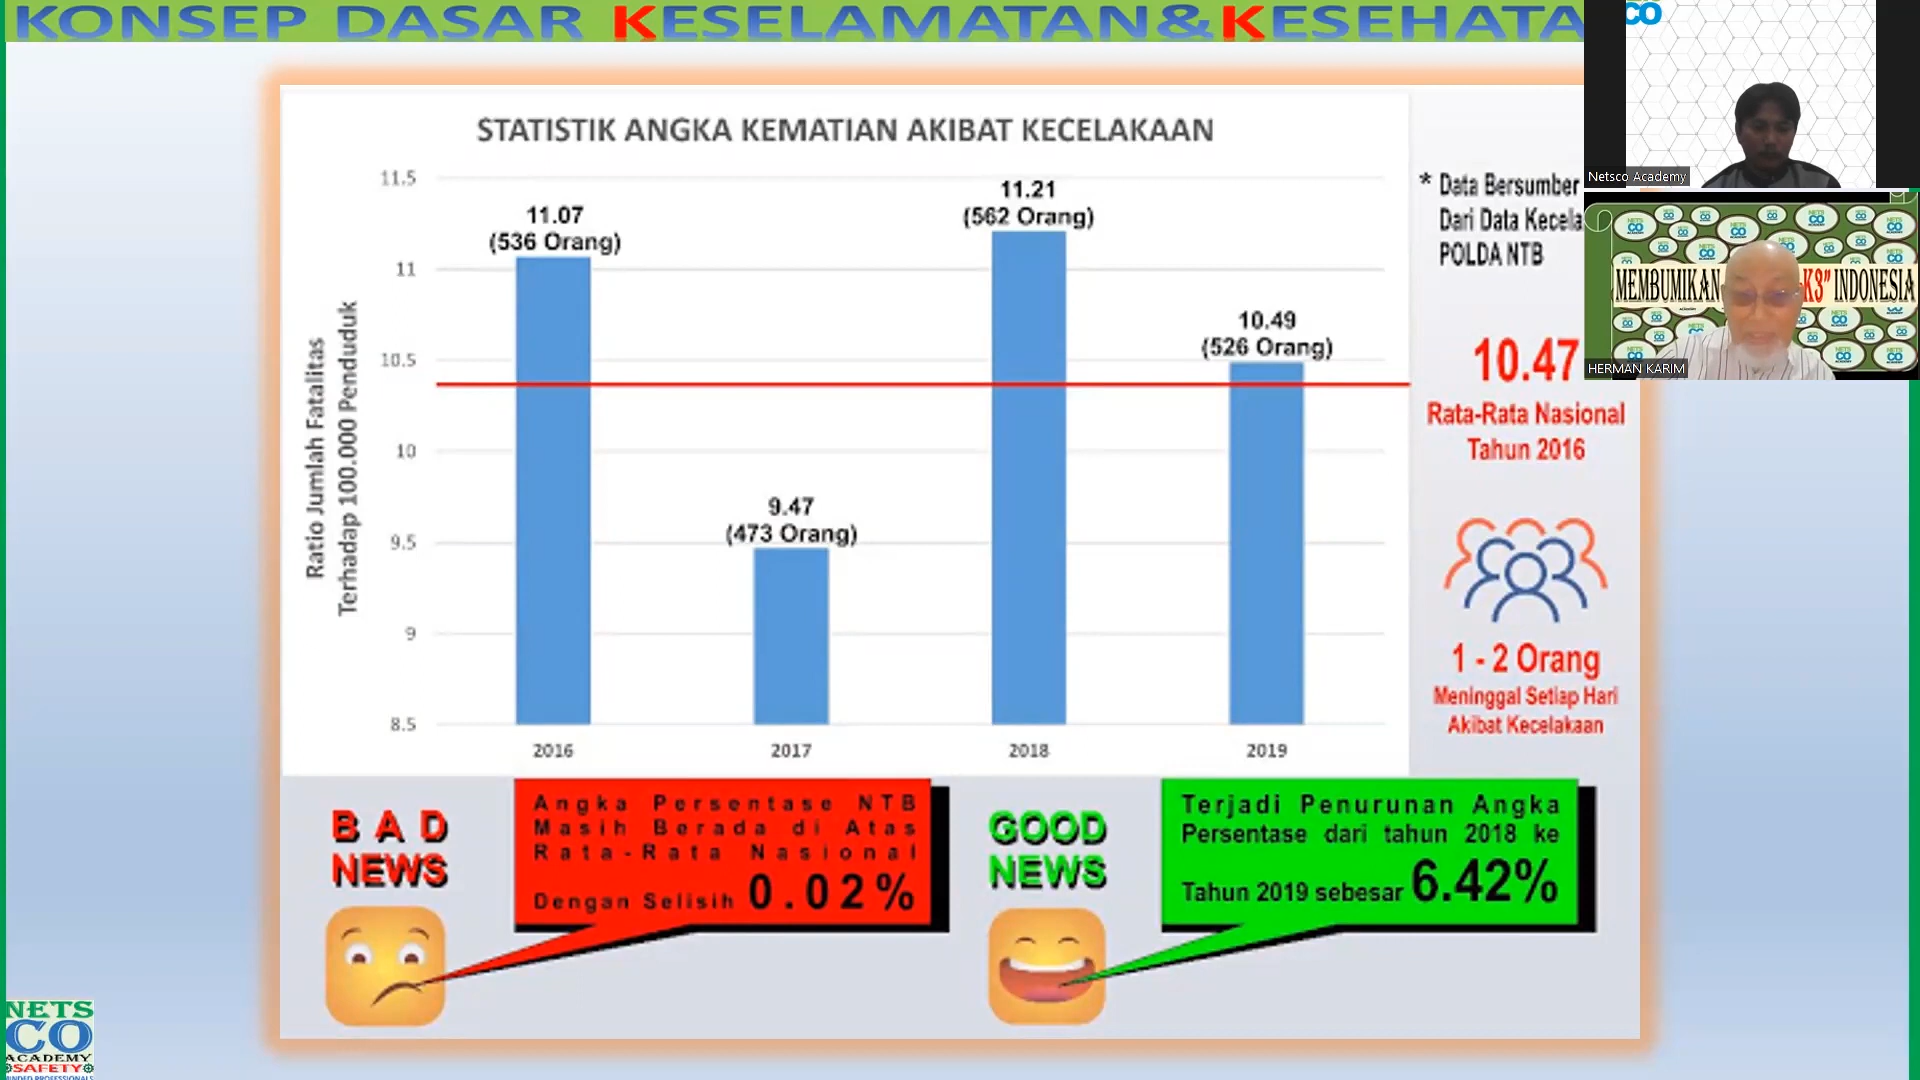 KONSEP DASAR KESELAMATAN&KESEHATA
STATISTIK ANGKA KEMATIAN AKIBAT KECELAKAAN
Ratio Jumlah Fatalitas
Terhadap 100.000 Penduduk
11.5
11
10.5
10
9.5
9
8.5
11.07
(536 Orang)
9.47
(473 Orang)
11.21
(562 Orang)
10.49
(526 Orang)
2016
2017
2018
2019
* Data Bersumber
Dari Data Kecela
POLDA NTB
10.47
Rata-Rata Nasional
Tahun 2016
1 - 2 Orang
Meninggal Setiap Hari
Akibat Kecelakaan
BAD
NEWS
Angka Persentase NTB
Masih Berada di Atas
Rata-Rata Nasional
Dengan Selisih 0.02%
GOOD
NEWS
Terjadi Penurunan Angka
Persentase dari tahun 2018 ke
Tahun 2019 sebesar 6.42%
CO
Netsco Academy
MEMBUMIKAN K3" INDONESIA
HERMAN KARIM
NETS
CO
ACADEMY
SAFETY
MINDED PROFESSIONALS